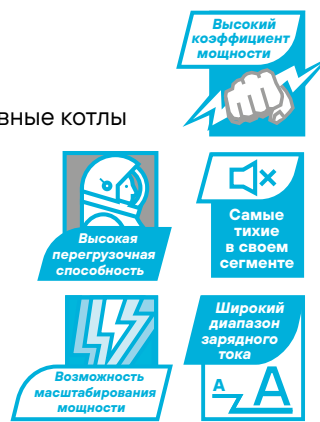 Высокий
коэффициент
мощности
вные котлы
Высокая
перегрузочная
способность
Самые
тихие
в своем
сегменте
Возможность
масштабирования
мощности
Широкий
диапазон
зарядного
тока
А А